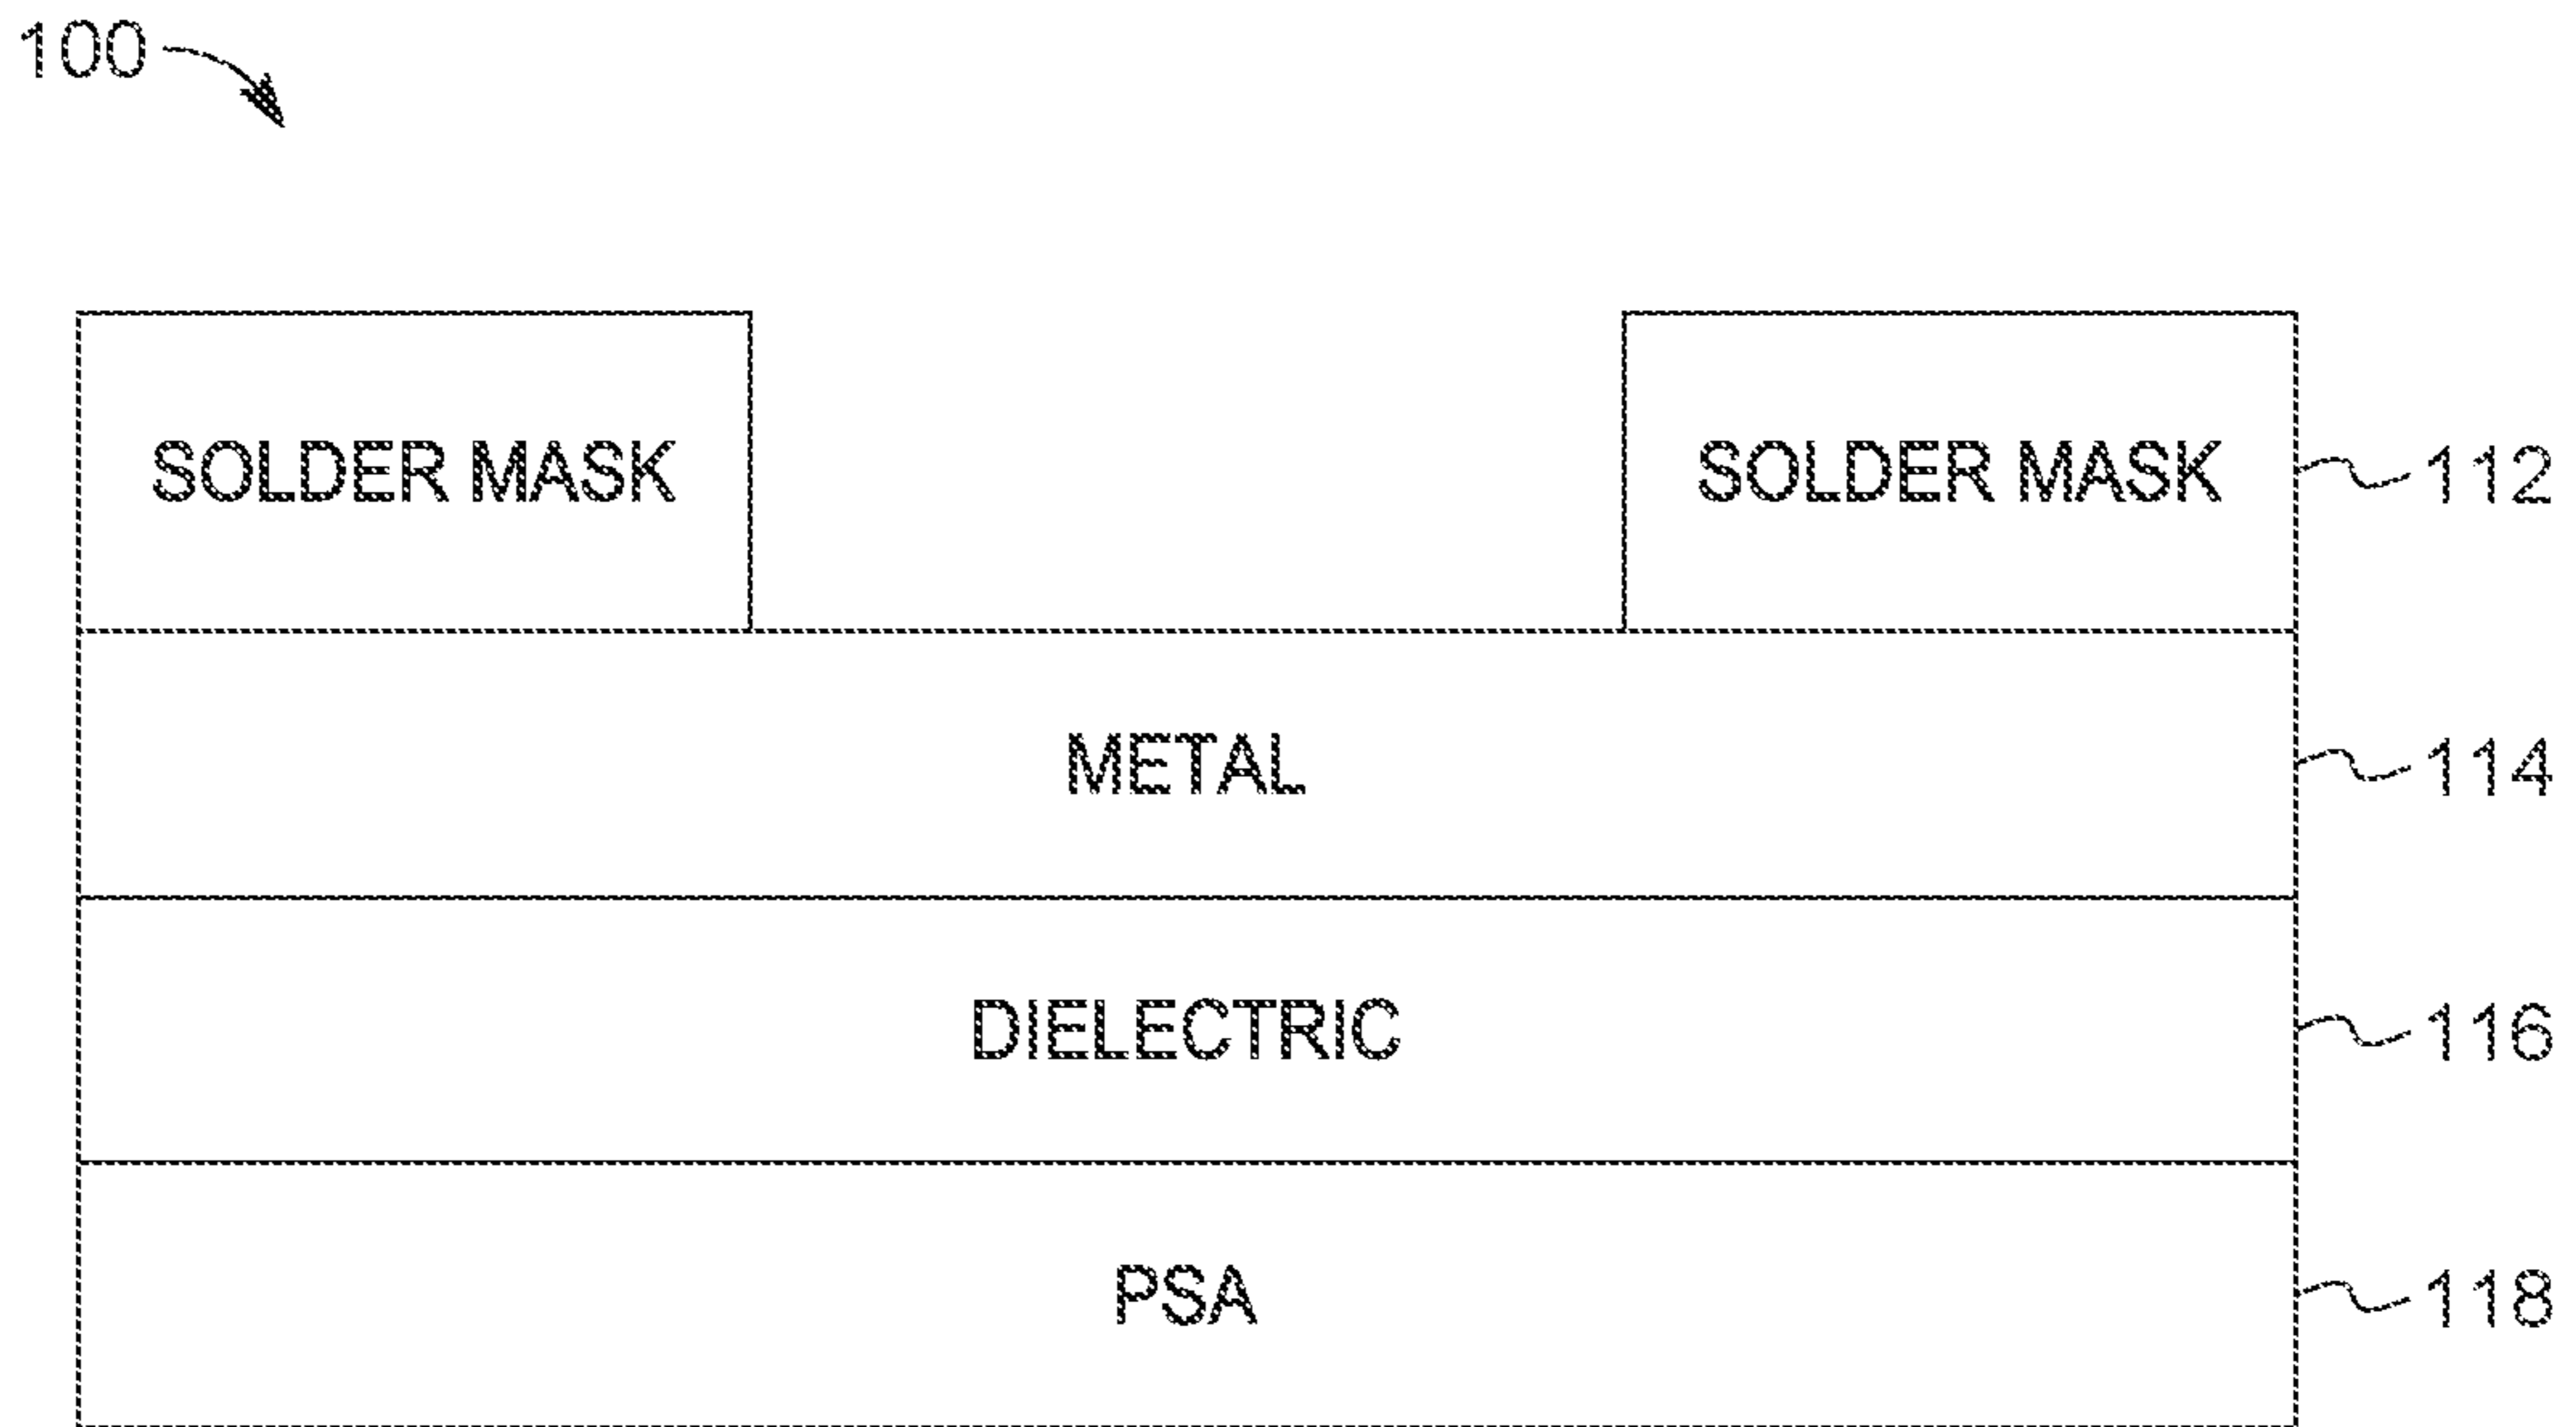 100
SOLDER MASK SOLDER MASK 112
METAL 114
DIELECTRIC 116
PSA 118